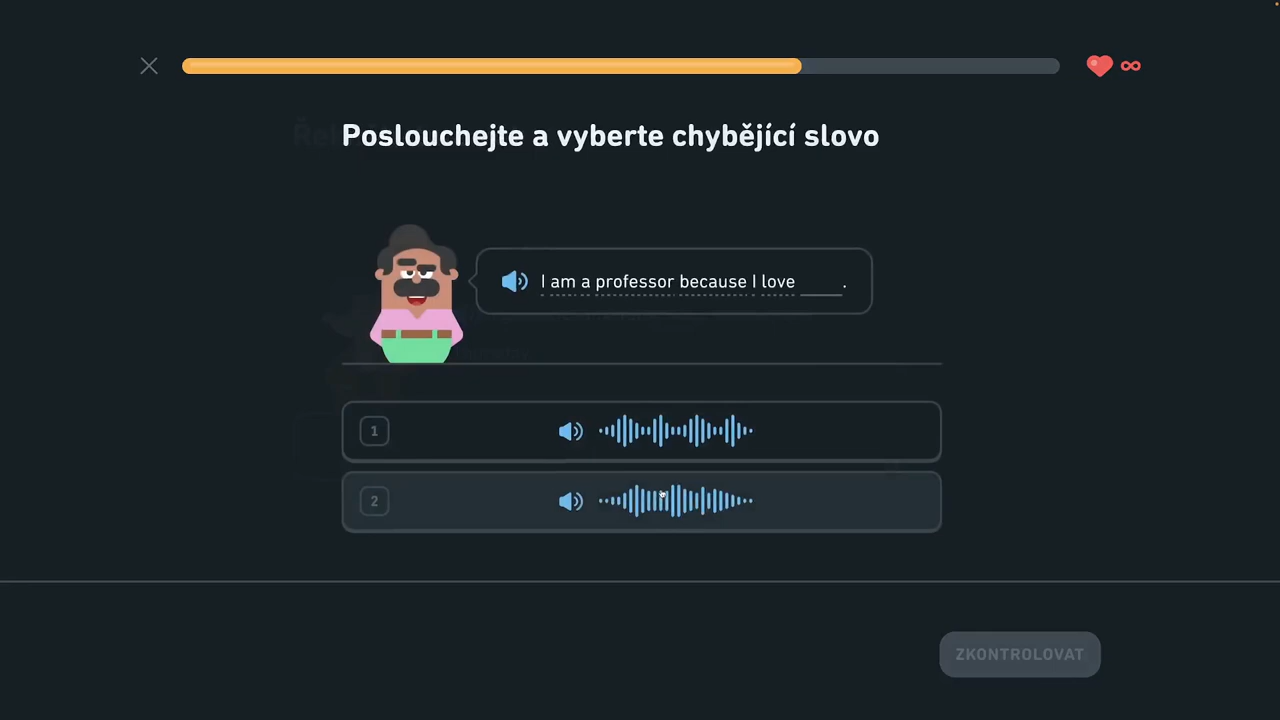 Poslouchejte a vyberte chybějící slovo
I am a professor because I love ____.
1
2
ZKONTROLOVAT